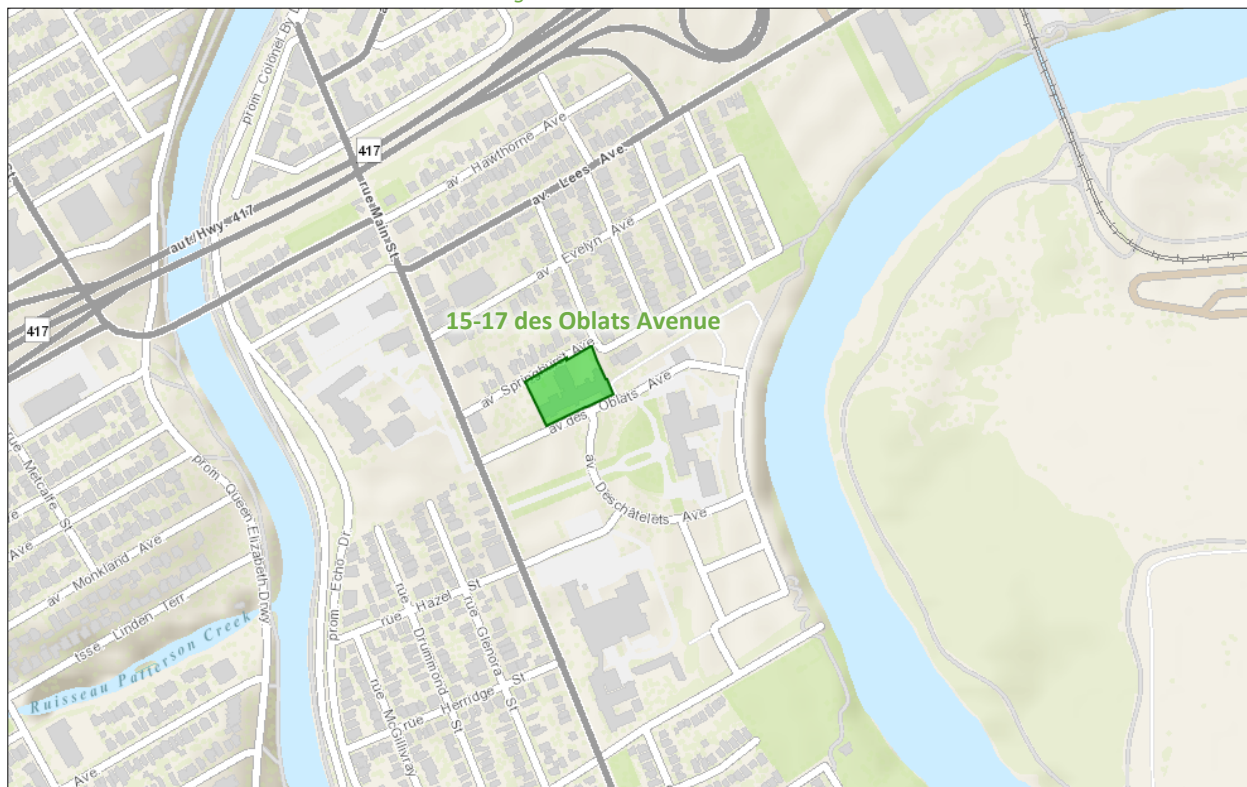 prom Colonel By
417
rue Main St
av Hawthorne Ave
av. Lees Ave
aut./Hwy. 417
417
av Evelyn Ave
15-17 des Oblats Avenue
av Springhurst Ave
av des Oblats Ave
av Deschâtelets Ave
rue Metcalfe St
Ave
av Monkland Ave
prom Queen Elizabeth Drwy
tsse Linden Terr
Ruisseau Patterson Creek
prom Echo Dr
rue Hazel St
rue Drummond St
rue Glenora St
rue Herridge St
rue McGillivray
Ave